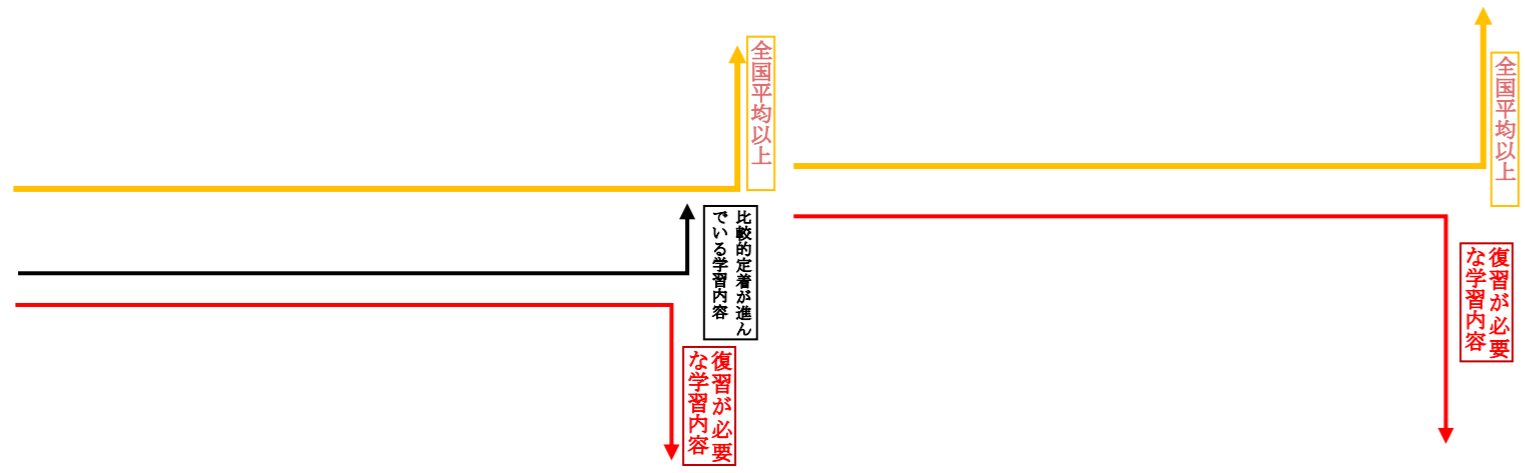 全国平均以上
比較的定着が進ん
でいる学習内容
復習が必要
な学習内容
全国平均以上
復習が必要
な学習内容